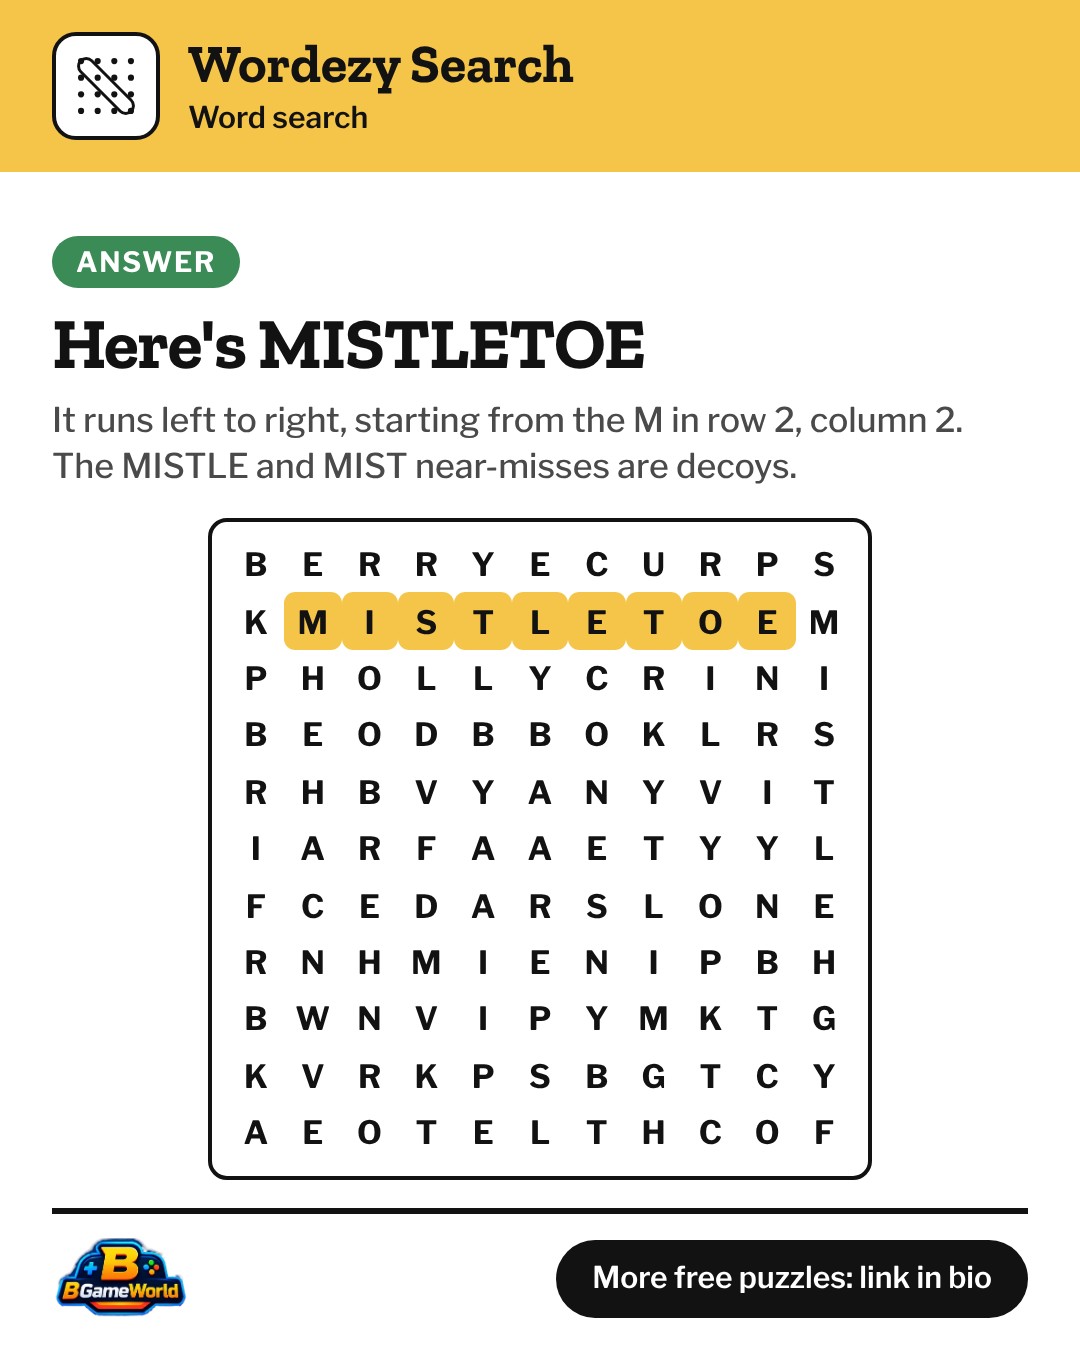 Wordezy Search
Word search
ANSWER
Here's MISTLETOE
It runs left to right, starting from the M in row 2, column 2.
The MISTLE and MIST near-misses are decoys.
B E R R Y E C U R P S
K M I S T L E T O E M
P H O L L Y C R I N I
B E O D B B O K L R S
R H B V Y A N Y V I T
I A R F A A E T Y Y L
F C E D A R S L O N E
R N H M I E N I P B H
B W N V I P Y M K T G
K V R K P S B G T C Y
A E O T E L T H C O F
B
BGameWorld
More free puzzles: link in bio